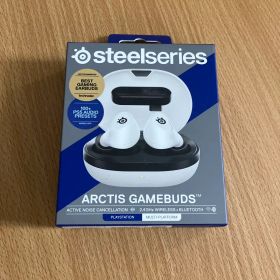 steelseries
BEST
GAMING
EARBUDS
100+
PS5 AUDIO
PRESETS
ARCTIS GAMEBUDS™
ACTIVE NOISE CANCELLATION
2.4GHz WIRELESS + BLUETOOTH
PLAYSTATION
MULTI-PLATFORM